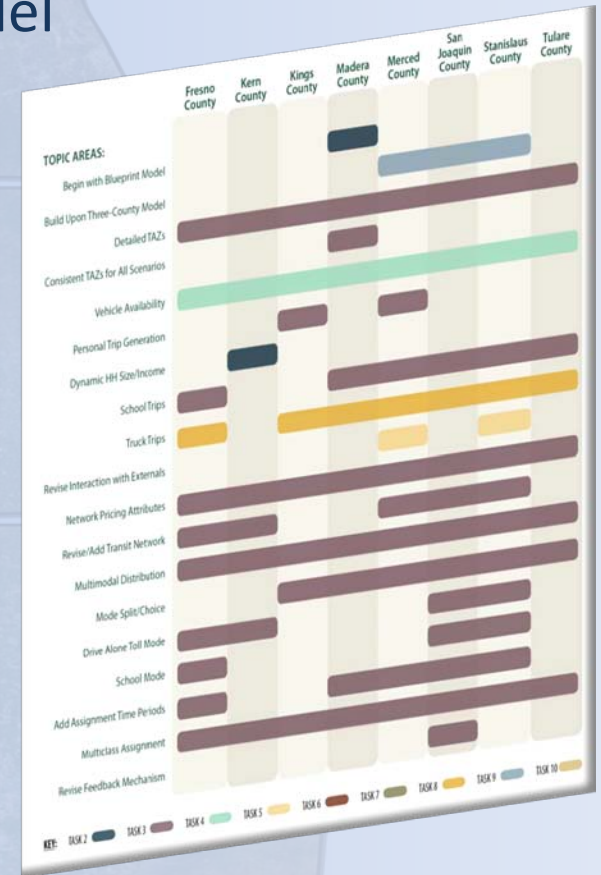 del
Fresno
County
Kern
County
Kings
County
Madera
County
Merced
County
San
Joaquin
County
Stanislaus
County
Tulare
County
TOPIC AREAS:
Begin with Blueprint Model
Build Upon Three-County Model
Detailed TAZs
Consistent TAZs for All Scenarios
Vehicle Availability
Personal Trip Generation
Dynamic HH Size/Income
School Trips
Truck Trips
Revise Interaction with Externals
Network Pricing Attributes
Revise/Add Transit Network
Multimodal Distribution
Mode Split/Choice
Drive Alone Toll Mode
School Mode
Add Assignment Time Periods
Multiclass Assignment
Revise Feedback Mechanism
KEY: TASK 2 TASK 3 TASK 4 TASK 5 TASK 6 TASK 7 TASK 8 TASK 9 TASK 10